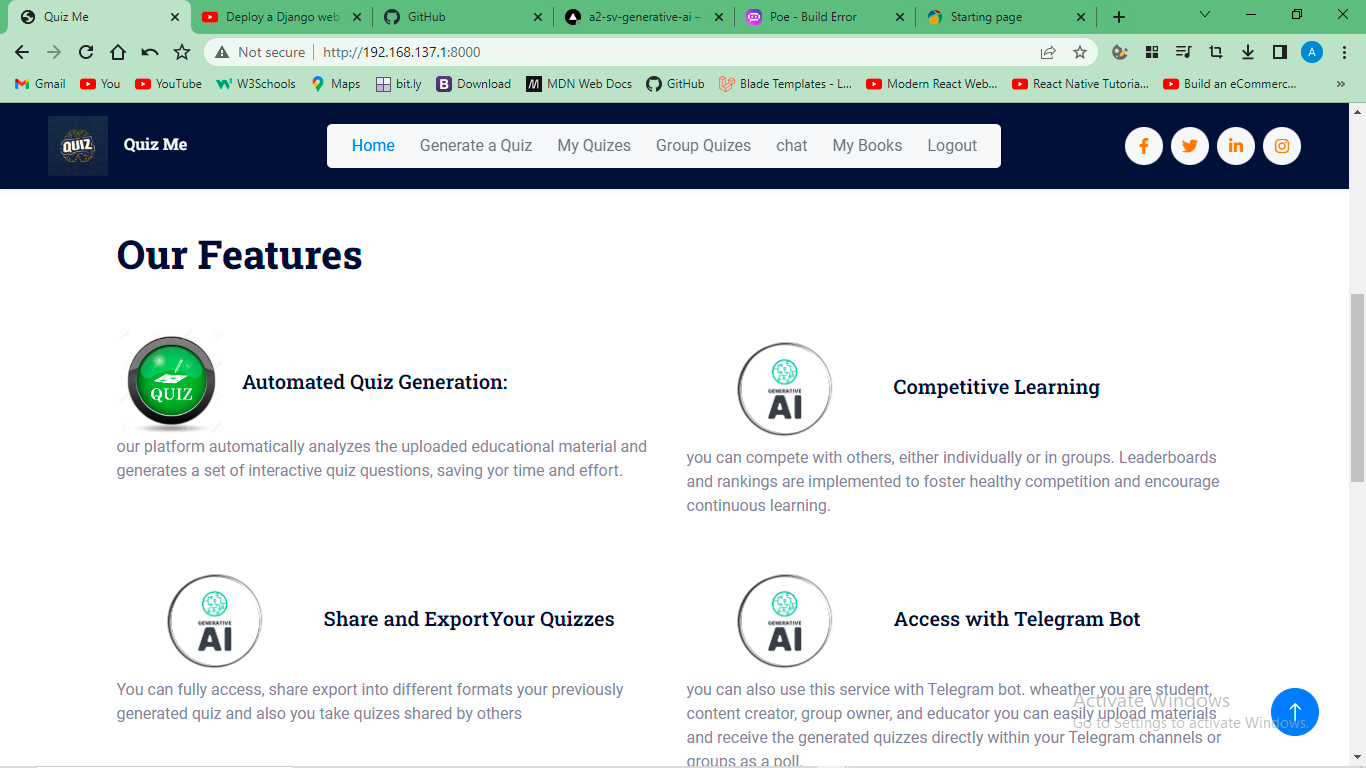 Quiz Me
Deploy a Django web
GitHub
a2-sv-generative-ai –
Poe - Build Error
Starting page
Not secure
http://192.168.137.1:8000
A
Gmail
You
YouTube
W3Schools
Maps
bit.ly
Download
MDN Web Docs
GitHub
Blade Templates - L...
Modern React Web...
React Native Tutoria...
Build an eCommerc...
»
QUIZ
Quiz Me
Home
Generate a Quiz
My Quizes
Group Quizes
chat
My Books
Logout
Our Features
QUIZ
Automated Quiz Generation:
our platform automatically analyzes the uploaded educational material and
generates a set of interactive quiz questions, saving yor time and effort.
GENERATIVE
AI
Competitive Learning
you can compete with others, either individually or in groups. Leaderboards
and rankings are implemented to foster healthy competition and encourage
continuous learning.
GENERATIVE
AI
Share and ExportYour Quizzes
You can fully access, share export into different formats your previously
generated quiz and also you take quizes shared by others
GENERATIVE
AI
Access with Telegram Bot
you can also use this service with Telegram bot. wheather you are student,
content creator, group owner, and educator you can easily upload materials
and receive the generated quizzes directly within your Telegram channels or
groups as a poll.
Activate Windows
Go to Settings to activate Windows.